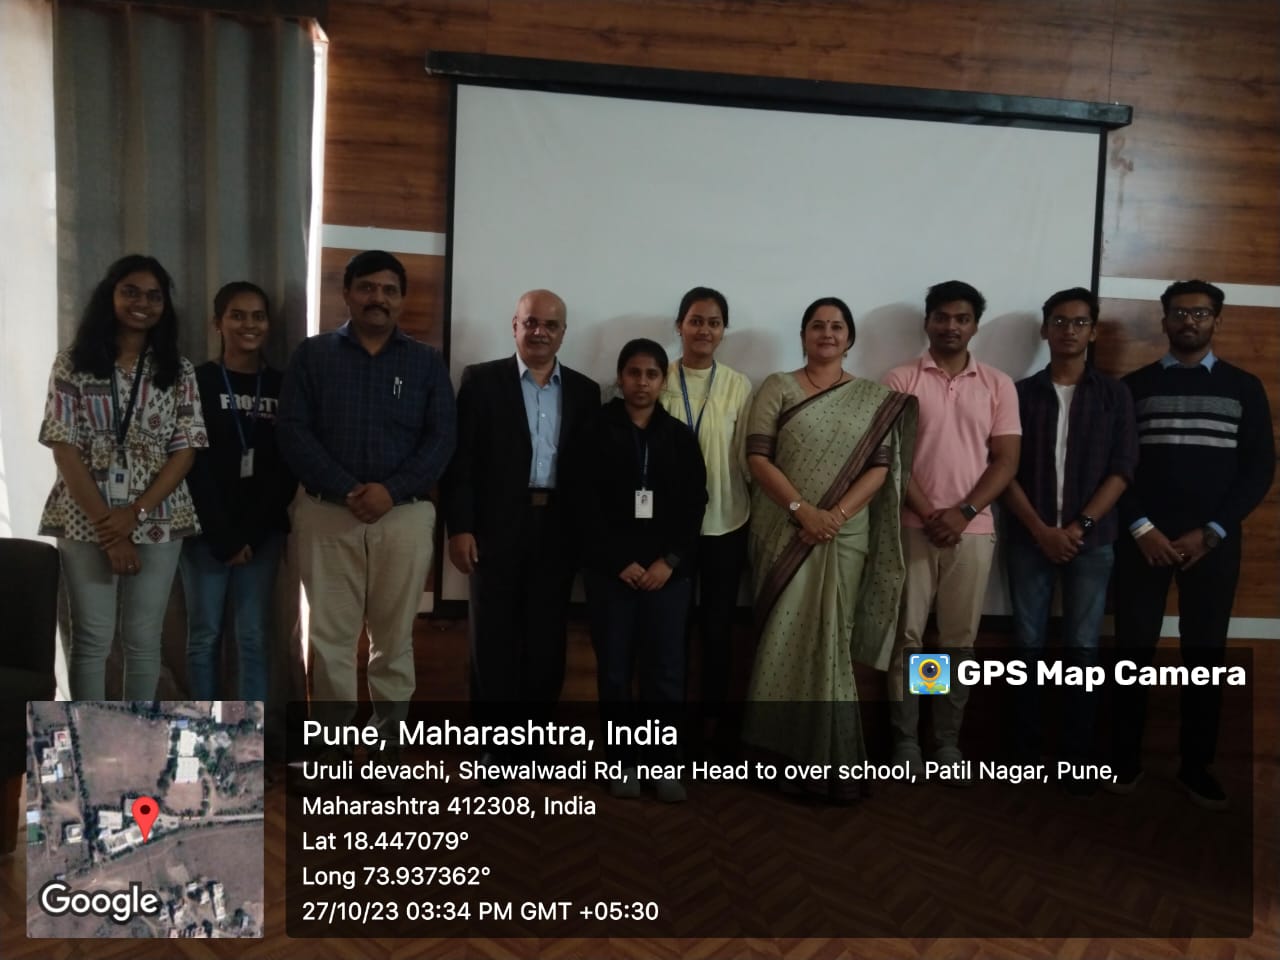 FROST
GPS Map Camera
Pune, Maharashtra, India
Uruli devachi, Shewalwadi Rd, near Head to over school, Patil Nagar, Pune,
Maharashtra 412308, India
Lat 18.447079°
Long 73.937362°
27/10/23 03:34 PM GMT +05:30
Google